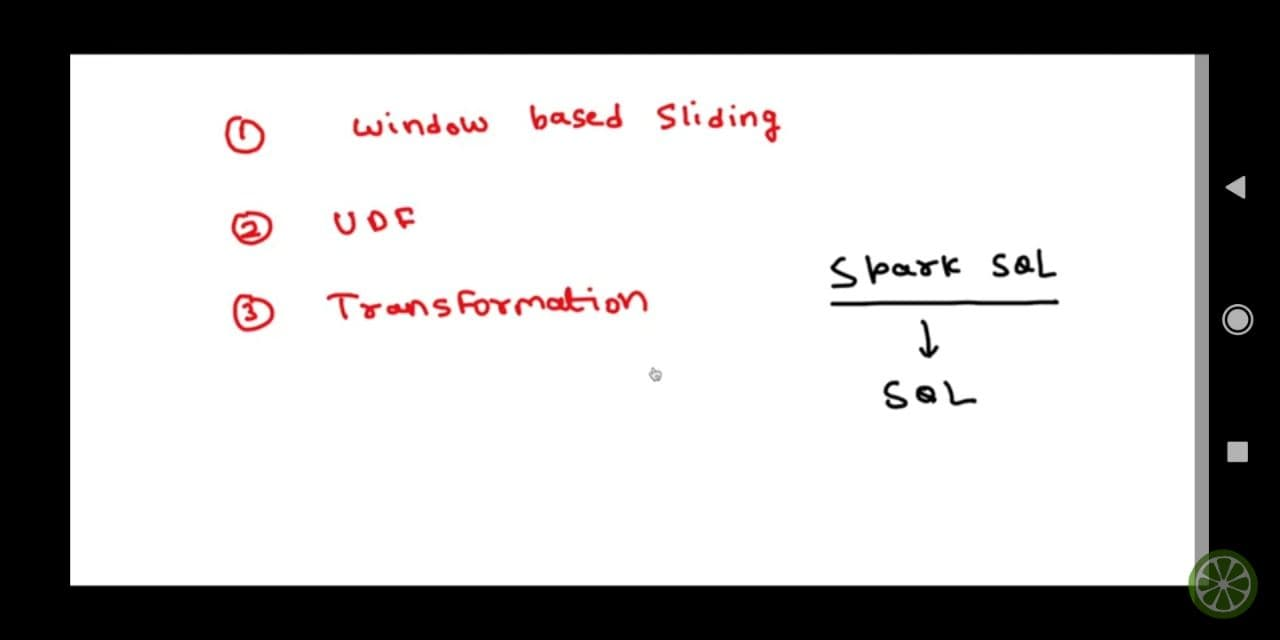 ① window based Sliding
② UDF
③ Transformation
Spark SQL
↓
SQL